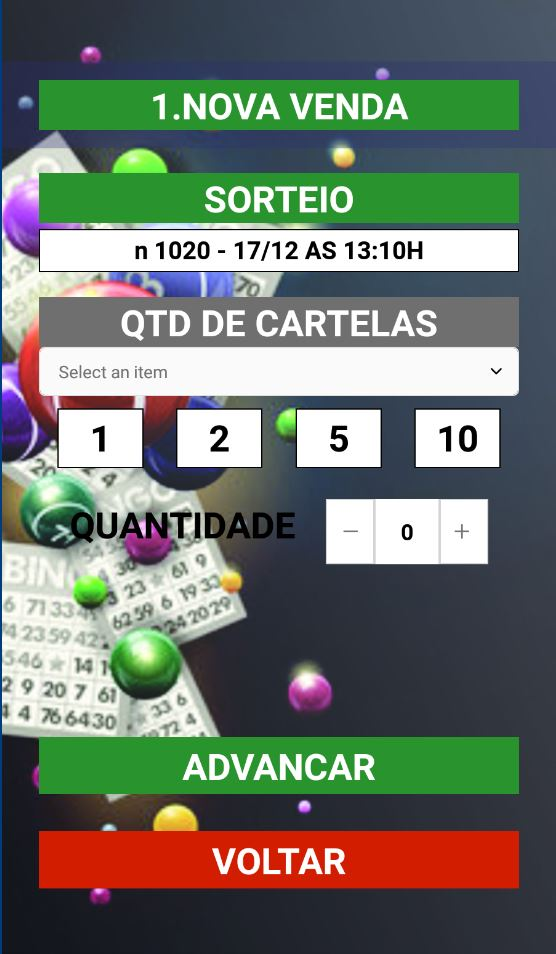 1.NOVA VENDA
SORTEIO
n 1020 - 17/12 AS 13:10H
QTD DE CARTELAS
Select an item
1 2 5 10
QUANTIDADE − 0 +
ADVANCAR
VOLTAR